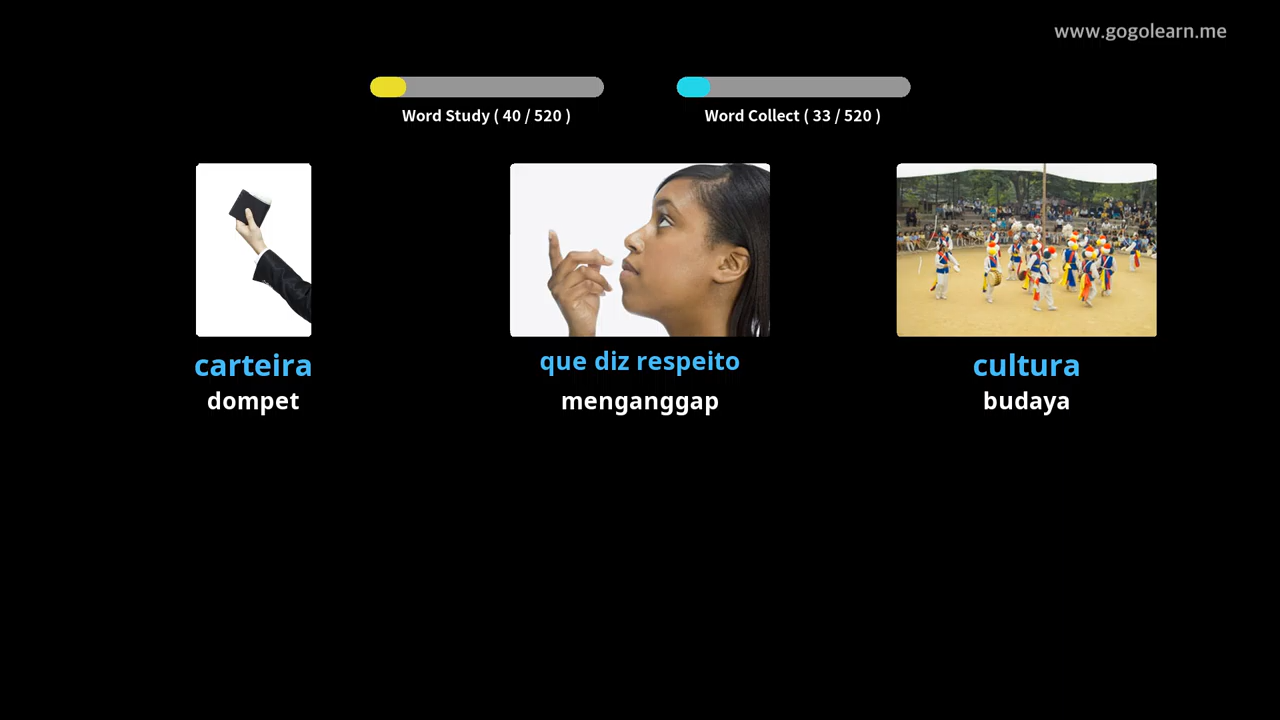 www.gogolearn.me
Word Study ( 40 / 520 )
Word Collect ( 33 / 520 )
carteira
dompet
que diz respeito
menganggap
cultura
budaya